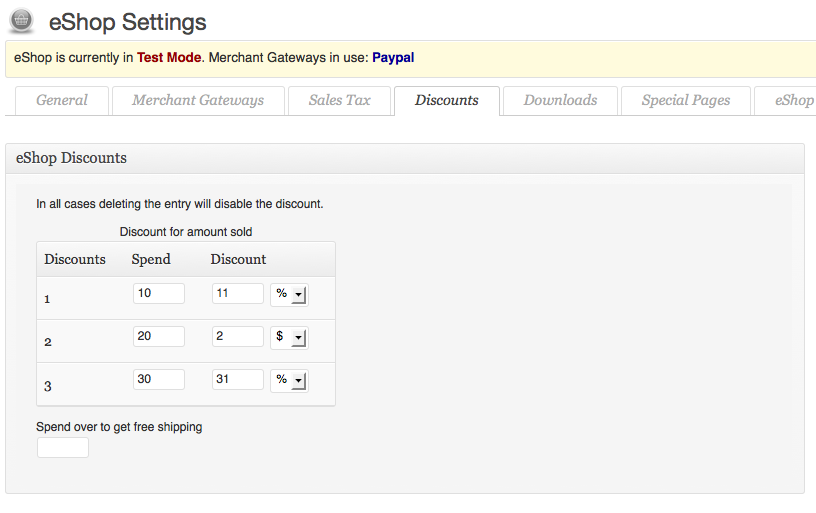 eShop Settings
eShop is currently in Test Mode. Merchant Gateways in use: Paypal
General Merchant Gateways Sales Tax Discounts Downloads Special Pages eShop
eShop Discounts
In all cases deleting the entry will disable the discount.
Discount for amount sold
Discounts Spend Discount
1 10 11 %
2 20 2 $
3 30 31 %
Spend over to get free shipping